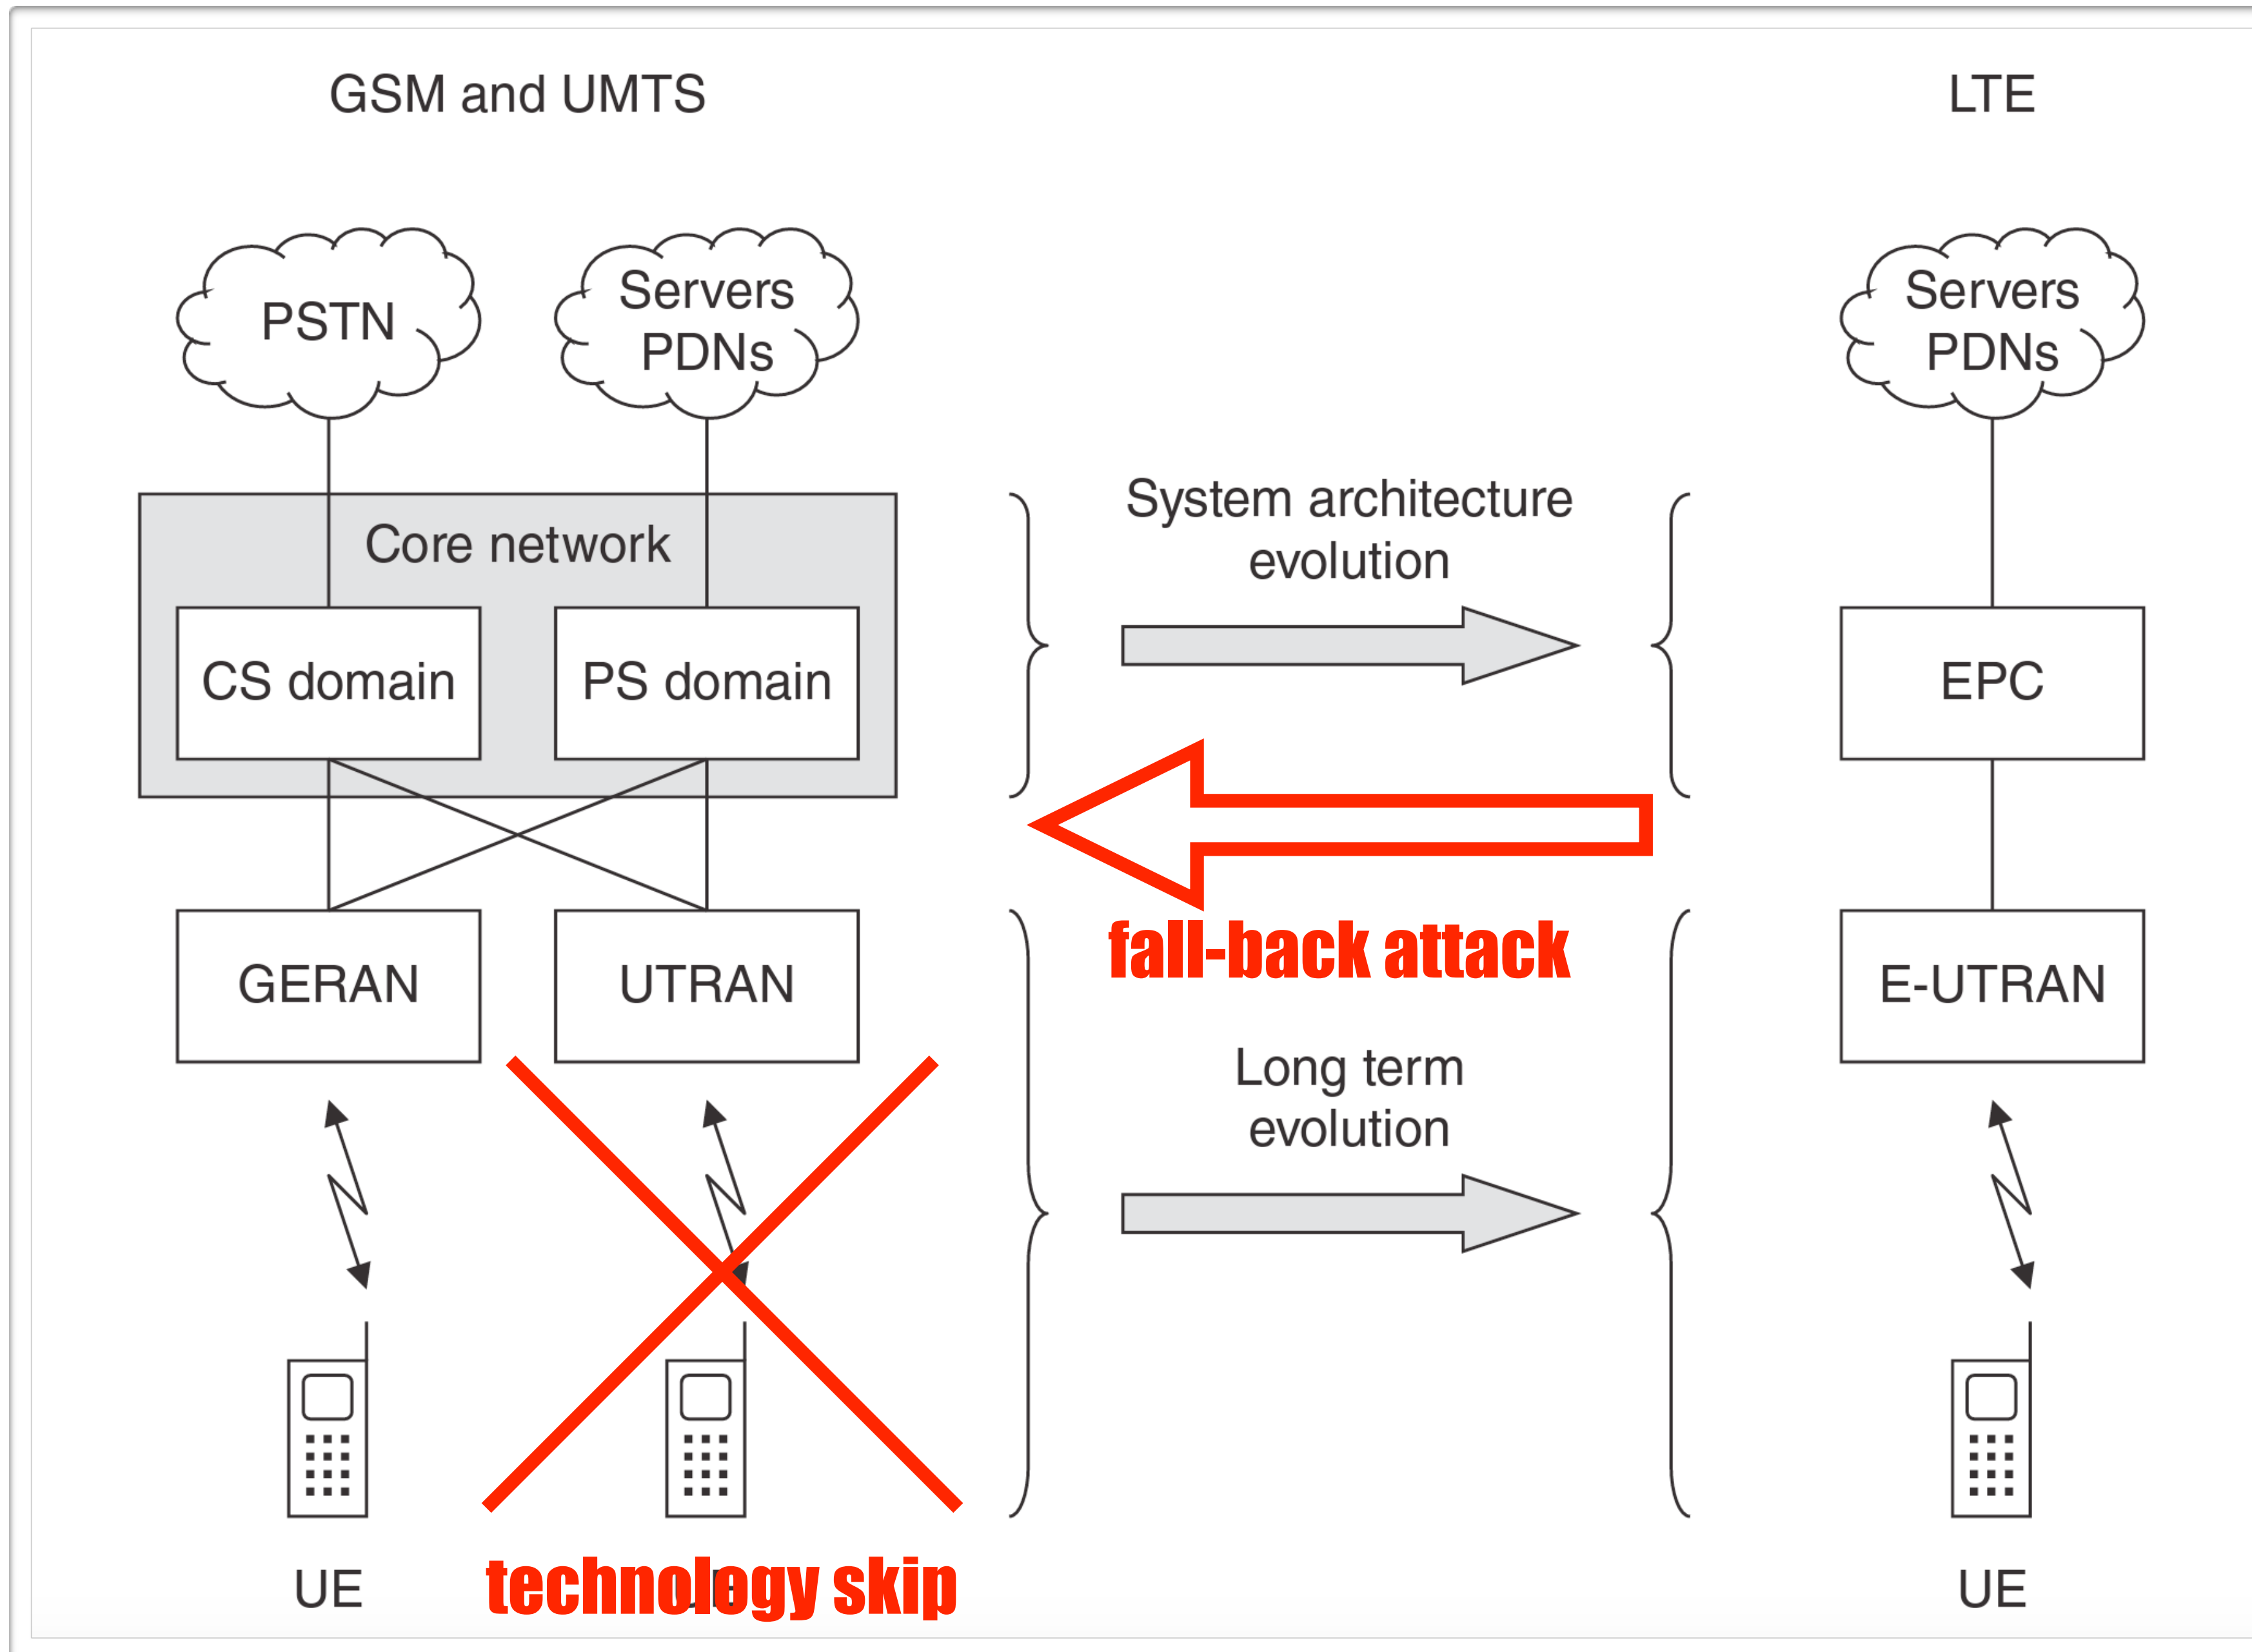 GSM and UMTS
LTE
PSTN
Servers
PDNs
Servers
PDNs
Core network
System architecture
evolution
CS domain
PS domain
EPC
fall-back attack
GERAN
UTRAN
E-UTRAN
Long term
evolution
UE
technology skip
UE